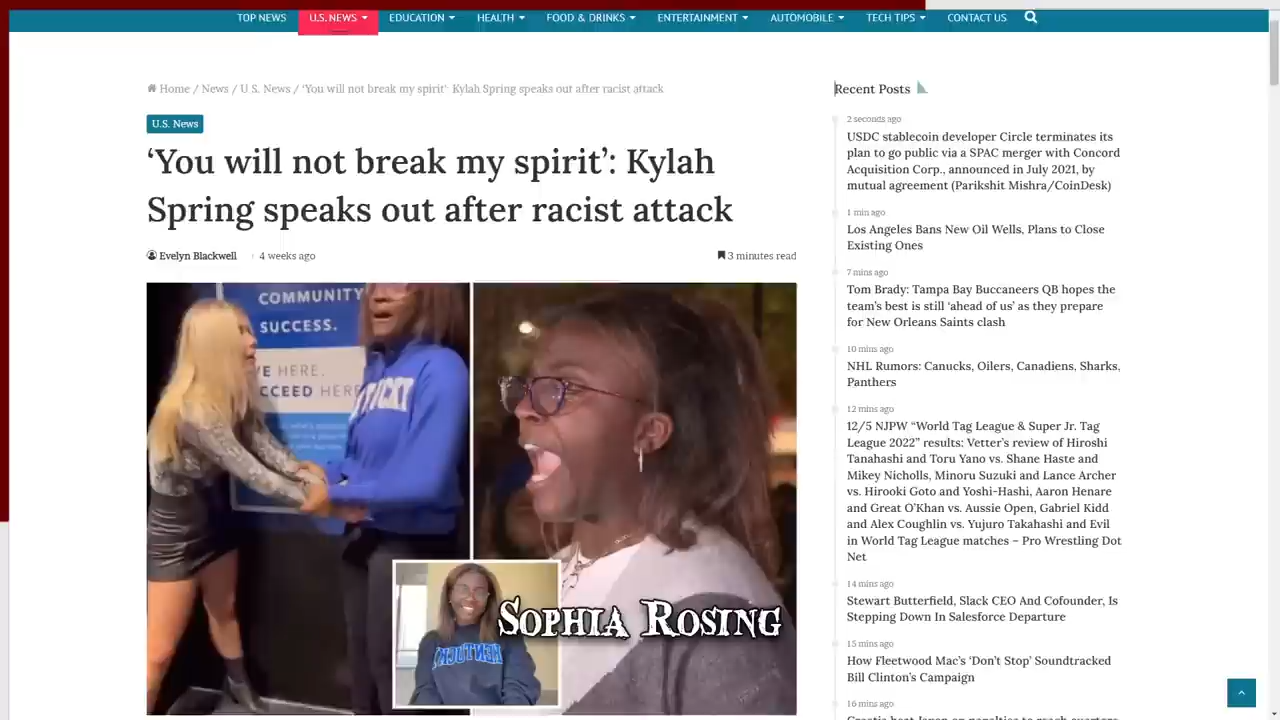 TOP NEWS U.S. NEWS EDUCATION HEALTH FOOD & DRINKS ENTERTAINMENT AUTOMOBILE TECH TIPS CONTACT US
Home / News / U.S. News / ‘You will not break my spirit’: Kylah Spring speaks out after racist attack
U.S. News
‘You will not break my spirit’: Kylah
Spring speaks out after racist attack
Evelyn Blackwell 4 weeks ago 3 minutes read
COMMUNITY
SUCCESS.
VE HERE.
CCEED HERE
KENTUCKY
SOPHIA ROSING
Recent Posts
2 seconds ago
USDC stablecoin developer Circle terminates its
plan to go public via a SPAC merger with Concord
Acquisition Corp., announced in July 2021, by
mutual agreement (Parikshit Mishra/CoinDesk)
1 min ago
Los Angeles Bans New Oil Wells, Plans to Close
Existing Ones
7 mins ago
Tom Brady: Tampa Bay Buccaneers QB hopes the
team’s best is still ‘ahead of us’ as they prepare
for New Orleans Saints clash
10 mins ago
NHL Rumors: Canucks, Oilers, Canadiens, Sharks,
Panthers
12 mins ago
12/5 NJPW “World Tag League & Super Jr. Tag
League 2022” results: Vetter’s review of Hiroshi
Tanahashi and Toru Yano vs. Shane Haste and
Mikey Nicholls, Minoru Suzuki and Lance Archer
vs. Hirooki Goto and Yoshi-Hashi, Aaron Henare
and Great O’Khan vs. Aussie Open, Gabriel Kidd
and Alex Coughlin vs. Yujuro Takahashi and Evil
in World Tag League matches – Pro Wrestling Dot
Net
14 mins ago
Stewart Butterfield, Slack CEO And Cofounder, Is
Stepping Down In Salesforce Departure
15 mins ago
How Fleetwood Mac’s ‘Don’t Stop’ Soundtracked
Bill Clinton’s Campaign
16 mins ago
Croatia beat Japan on penalties to reach quarters